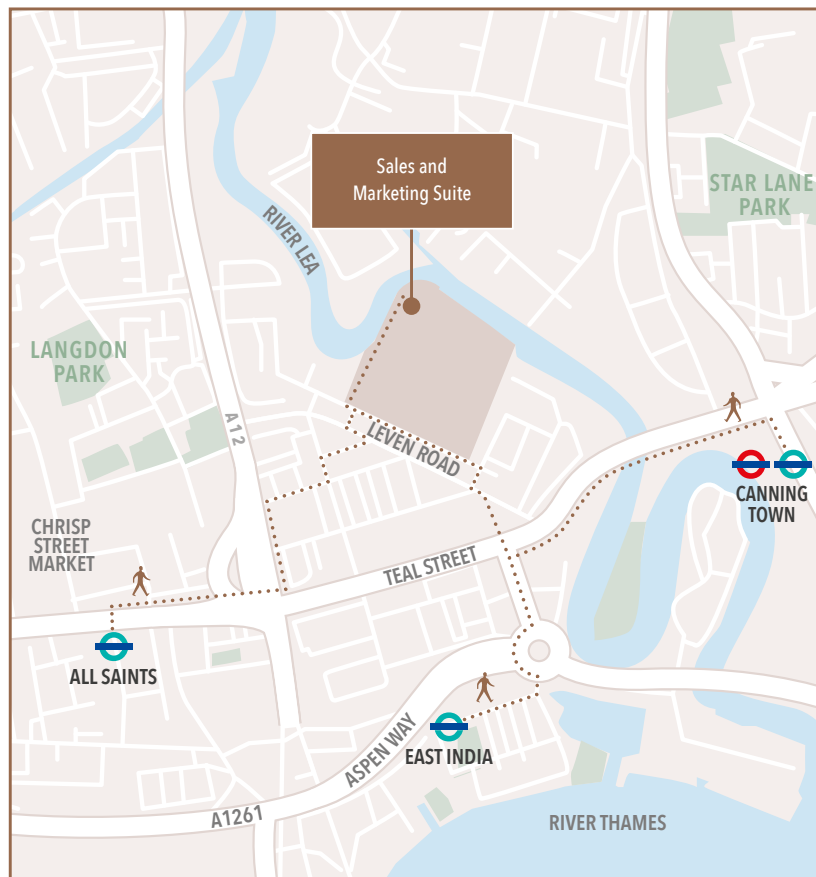 Sales and
Marketing Suite
STAR LANE
PARK
RIVER LEA
LANGDON
PARK
A12
LEVEN ROAD
CANNING
TOWN
CHRISP
STREET
MARKET
TEAL STREET
ALL SAINTS
ASPEN WAY
EAST INDIA
A1261
RIVER THAMES